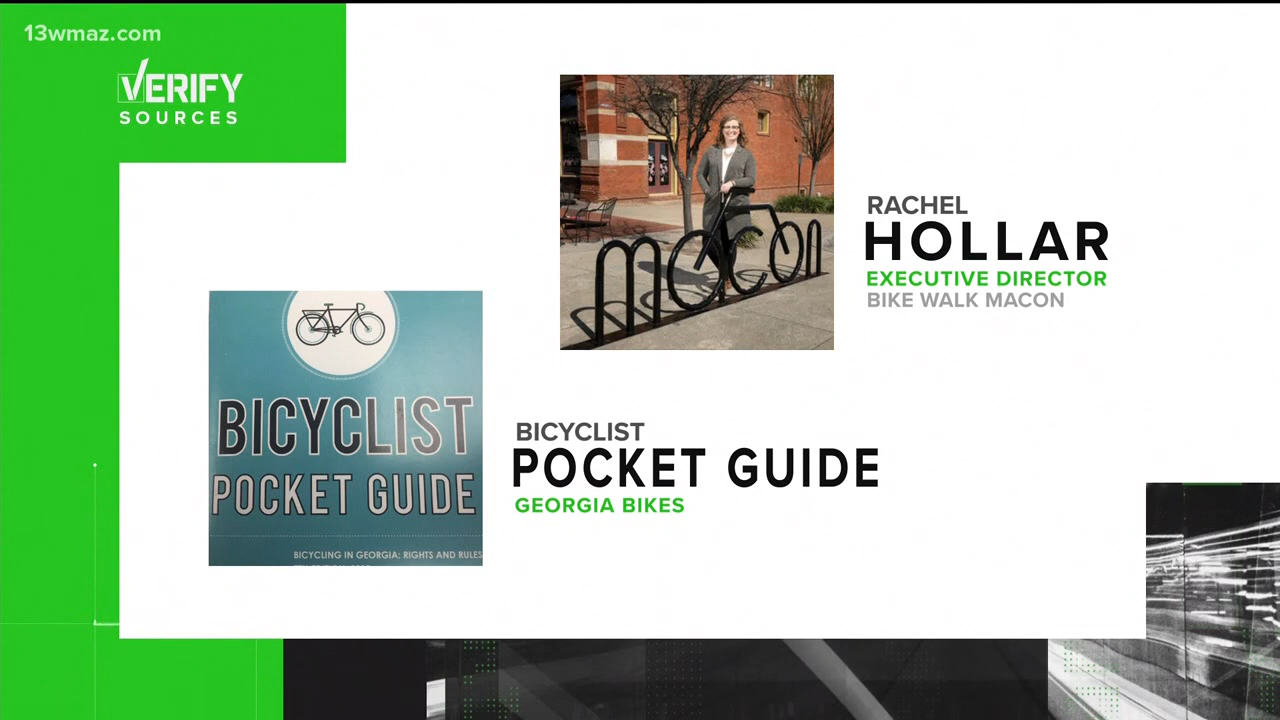 13wmaz.com
VERIFY
SOURCES
macon
RACHEL
HOLLAR
EXECUTIVE DIRECTOR
BIKE WALK MACON
BICYCLIST
POCKET GUIDE
BICYCLING IN GEORGIA: RIGHTS AND RULES
BICYCLIST
POCKET GUIDE
GEORGIA BIKES